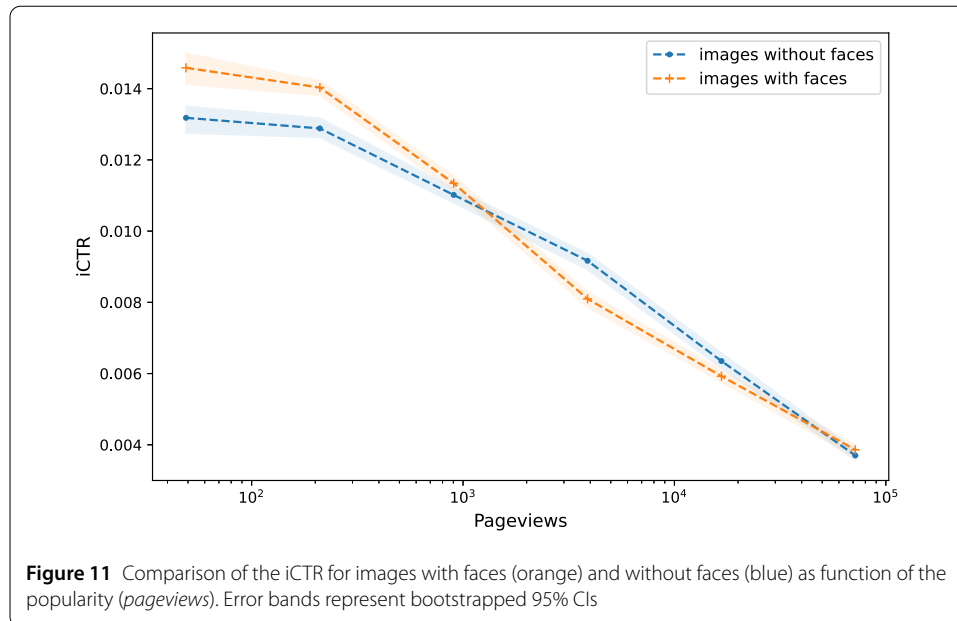 images without faces
images with faces
0.014
0.012
0.010
0.008
0.006
0.004
iCTR
10² 10³ 10⁴ 10⁵
Pageviews
Figure 11 Comparison of the iCTR for images with faces (orange) and without faces (blue) as function of the
popularity (pageviews). Error bands represent bootstrapped 95% CIs